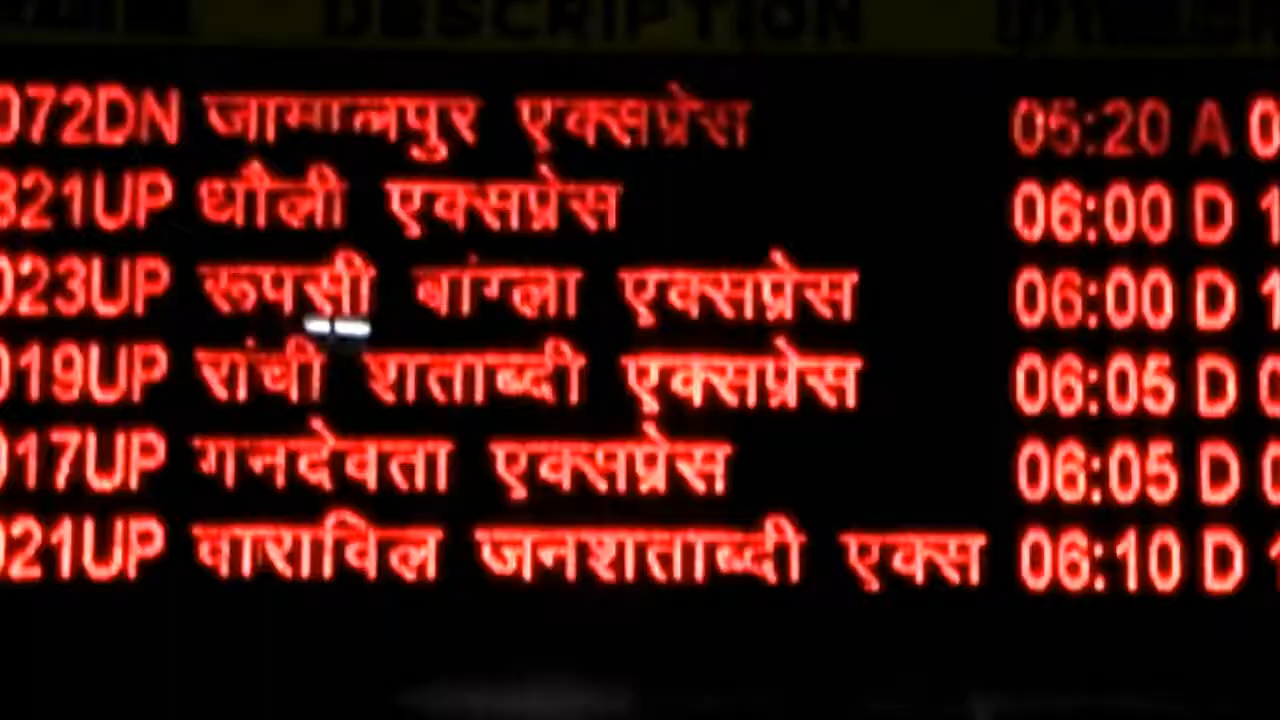 DESCRIPTION
072DN जामालपुर एक्सप्रेस 05:20 A 0
821UP धौली एक्सप्रेस 06:00 D 1
023UP रूपसी बांग्ला एक्सप्रेस 06:00 D 1
019UP रांची शताब्दी एक्सप्रेस 06:05 D 0
017UP गनदेवता एक्सप्रेस 06:05 D 0
021UP वाराविल जनशताब्दी एक्स 06:10 D 1